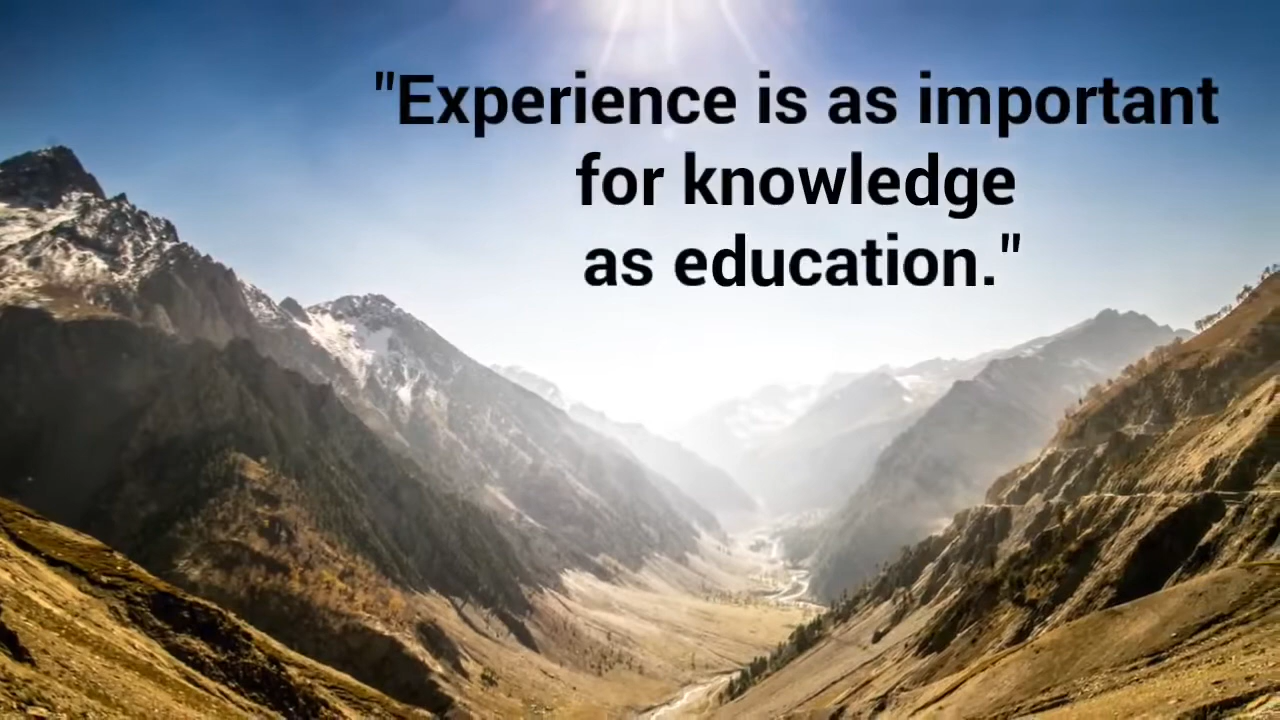 "Experience is as important
for knowledge
as education."